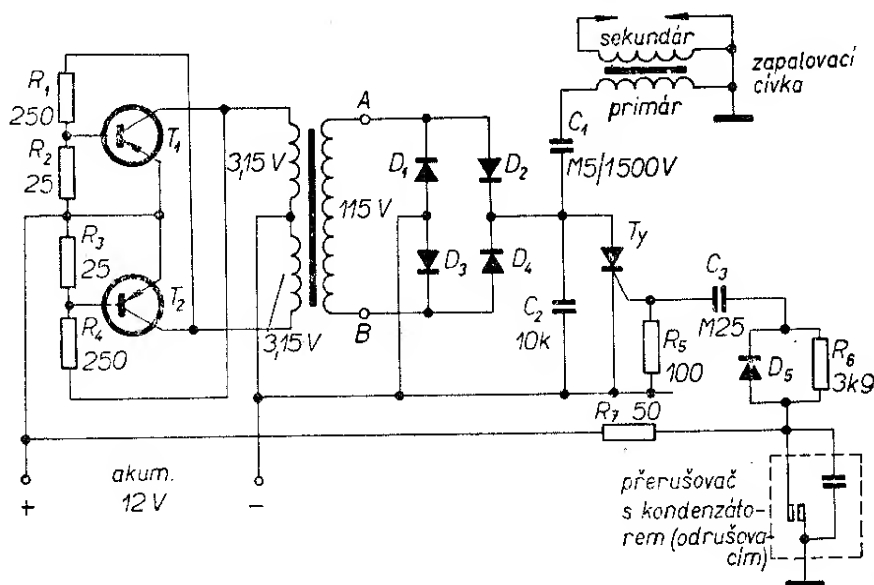 sekundár
primár
zapalovací
cívka
R₁
250
T₁
R₂
25
R₃
25
T₂
R₄
250
3,15 V
3,15 V
115 V
A
B
D₁
D₂
D₃
D₄
C₁
M5/1500V
Ty
C₂
10k
C₃
M25
R₅
100
D₅
R₆
3k9
R₇ 50
+
akum.
12 V
−
přerušovač
s kondenzáto-
rem (odrušova-
cím)